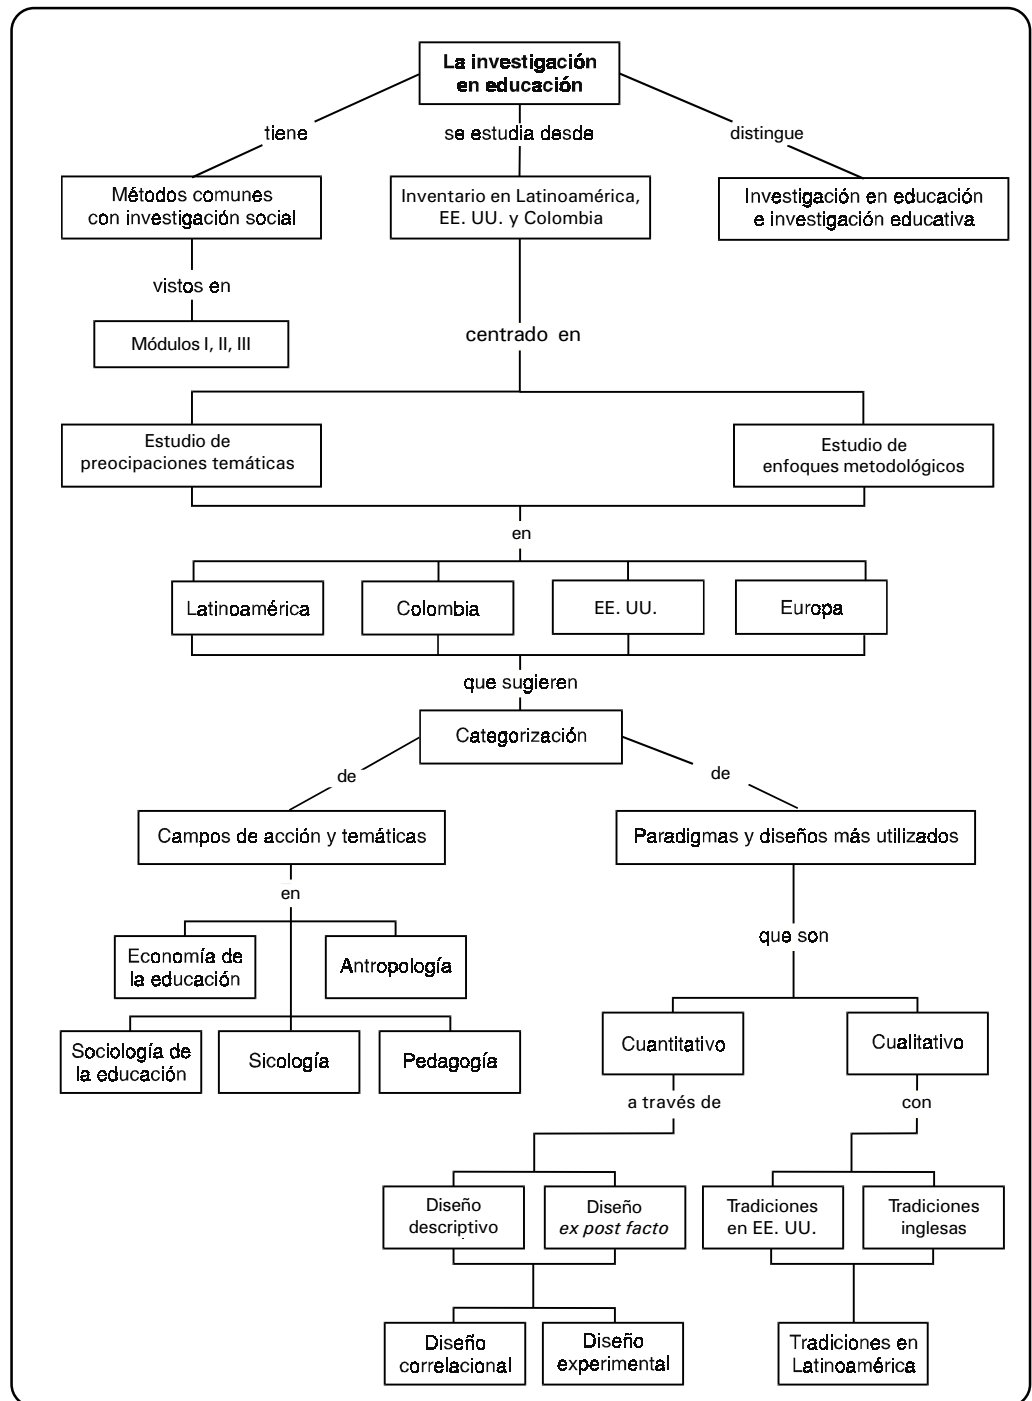 La investigación
en educación
tiene
se estudia desde
distingue
Métodos comunes
con investigación social
Inventario en Latinoamérica,
EE. UU. y Colombia
Investigación en educación
e investigación educativa
vistos en
Módulos I, II, III
centrado en
Estudio de
preocipaciones temáticas
Estudio de
enfoques metodológicos
en
Latinoamérica
Colombia
EE. UU.
Europa
que sugieren
Categorización
de
de
Campos de acción y temáticas
Paradigmas y diseños más utilizados
en
que son
Economía de
la educación
Antropología
Sociología de
la educación
Sicología
Pedagogía
Cuantitativo
Cualitativo
a través de
con
Diseño
descriptivo
Diseño
ex post facto
Tradiciones
en EE. UU.
Tradiciones
inglesas
Diseño
correlacional
Diseño
experimental
Tradiciones en
Latinoamérica